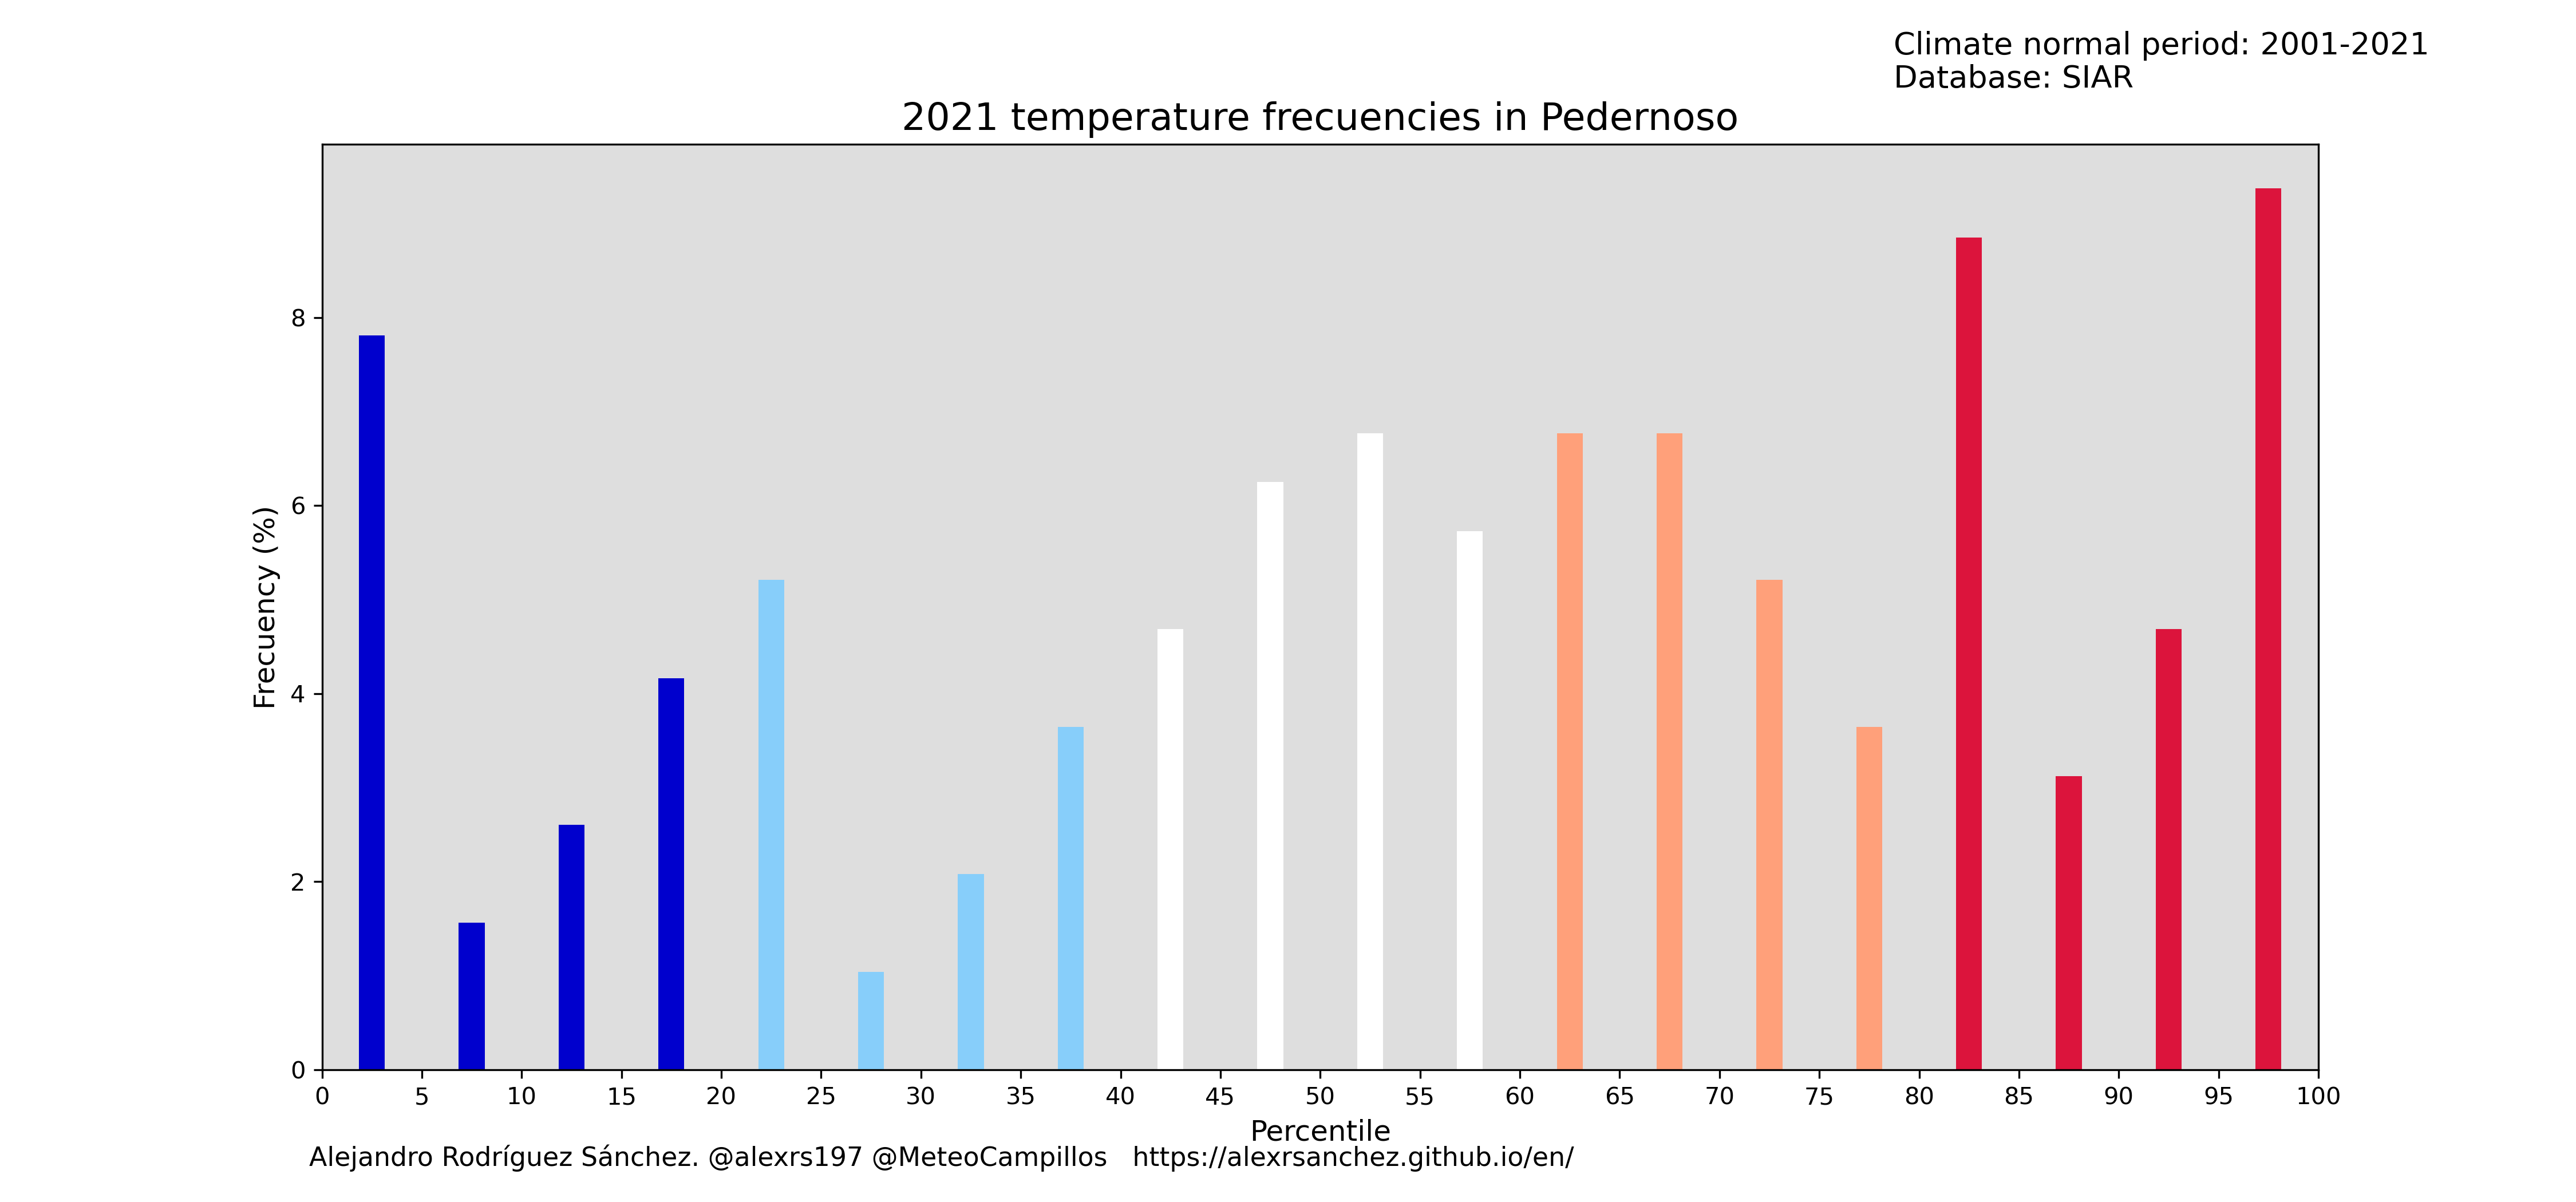 Climate normal period: 2001-2021
Database: SIAR
2021 temperature frecuencies in Pedernoso
Frecuency (%)
8
6
4
2
0
0 5 10 15 20 25 30 35 40 45 50 55 60 65 70 75 80 85 90 95 100
Percentile
Alejandro Rodríguez Sánchez. @alexrs197 @MeteoCampillos https://alexrsanchez.github.io/en/